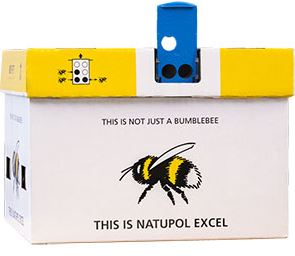 THIS IS NOT JUST A BUMBLEBEE
THIS IS NATUPOL EXCEL